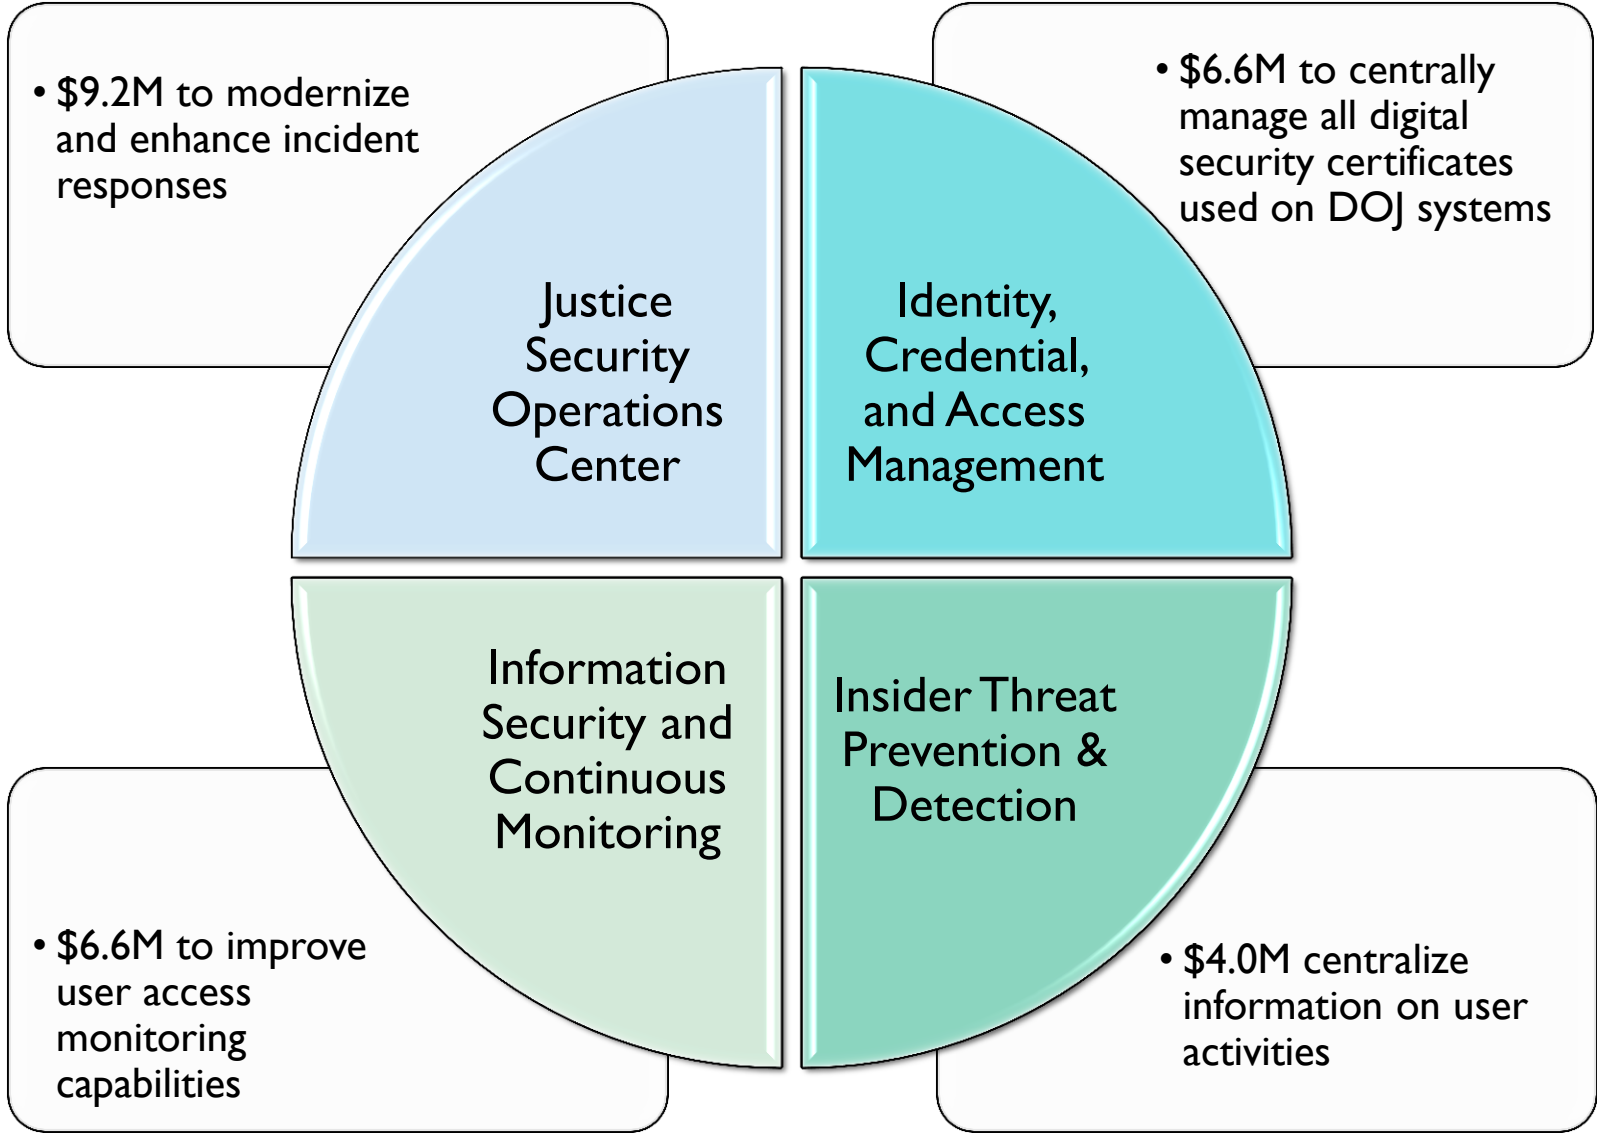 • $9.2M to modernize
and enhance incident
responses
• $6.6M to centrally
manage all digital
security certificates
used on DOJ systems
Justice
Security
Operations
Center
Identity,
Credential,
and Access
Management
Information
Security and
Continuous
Monitoring
Insider Threat
Prevention &
Detection
• $6.6M to improve
user access
monitoring
capabilities
• $4.0M centralize
information on user
activities